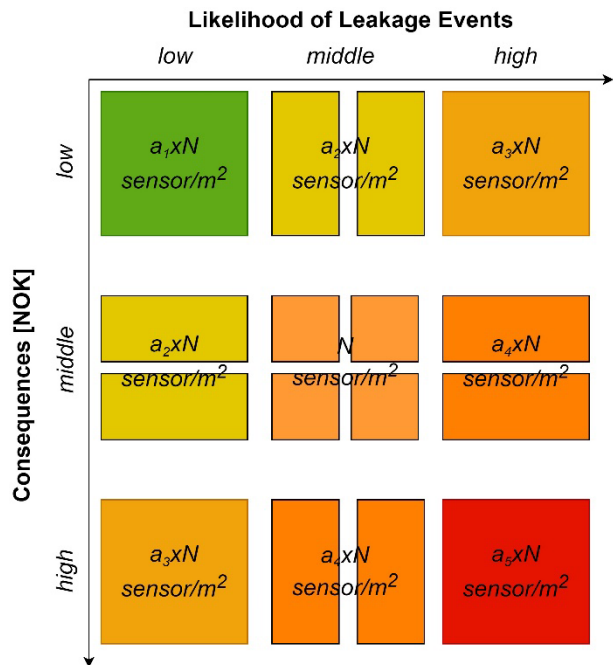 Likelihood of Leakage Events
low middle high
low
a₁xN
sensor/m²
a₂xN
sensor/m²
a₃xN
sensor/m²
Consequences [NOK]
middle
a₂xN
sensor/m²
N
sensor/m²
a₄xN
sensor/m²
high
a₃xN
sensor/m²
a₄xN
sensor/m²
a₅xN
sensor/m²